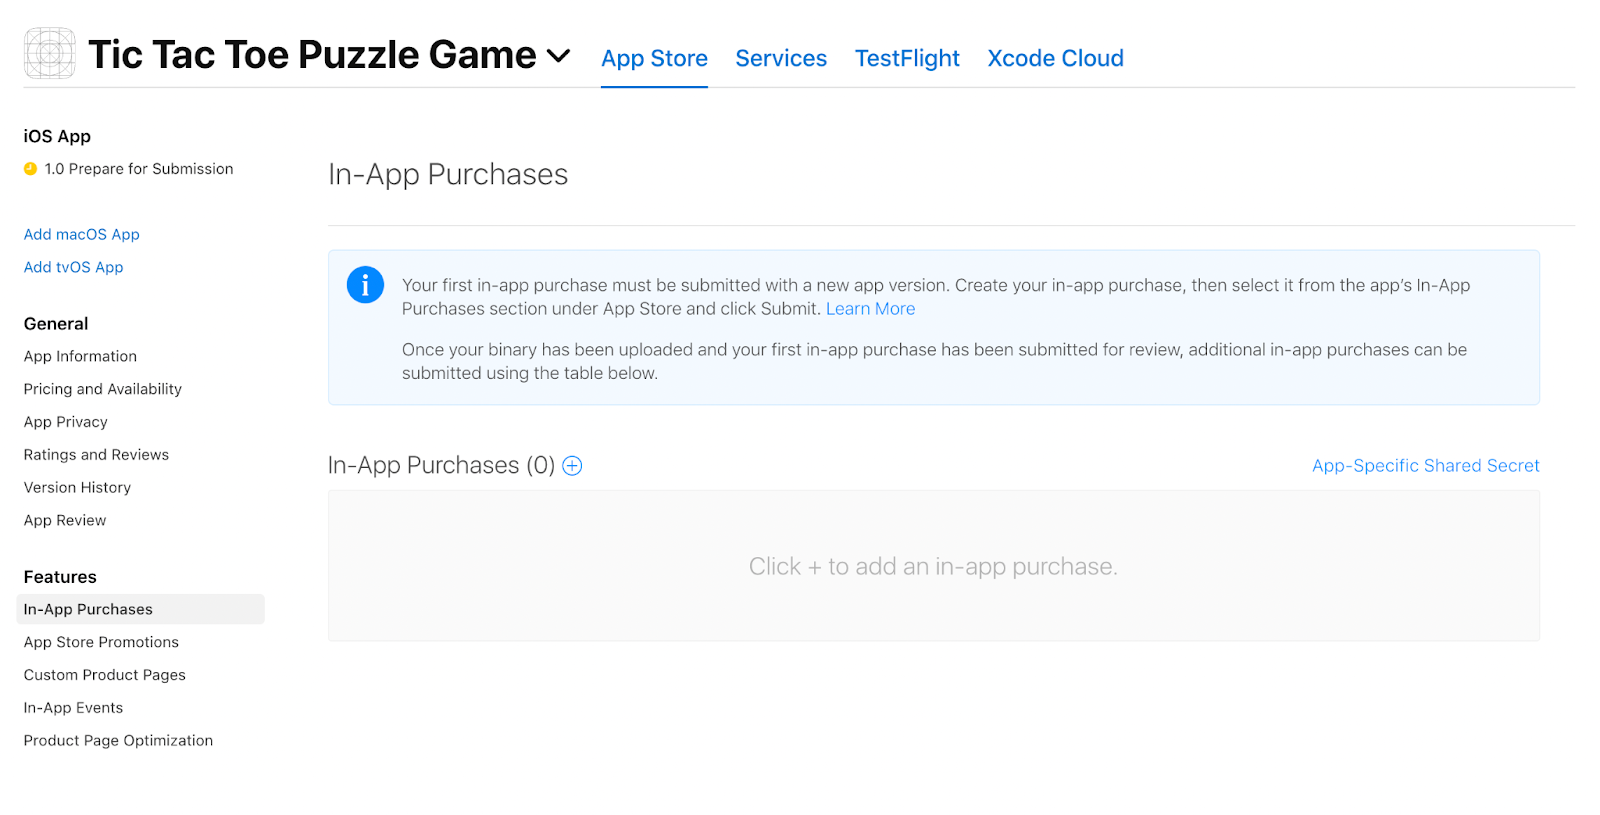 Tic Tac Toe Puzzle Game
App Store
Services
TestFlight
Xcode Cloud
iOS App
1.0 Prepare for Submission
Add macOS App
Add tvOS App
General
App Information
Pricing and Availability
App Privacy
Ratings and Reviews
Version History
App Review
Features
In-App Purchases
App Store Promotions
Custom Product Pages
In-App Events
Product Page Optimization
In-App Purchases
Your first in-app purchase must be submitted with a new app version. Create your in-app purchase, then select it from the app’s In-App
Purchases section under App Store and click Submit. Learn More
Once your binary has been uploaded and your first in-app purchase has been submitted for review, additional in-app purchases can be
submitted using the table below.
In-App Purchases (0)
App-Specific Shared Secret
Click + to add an in-app purchase.